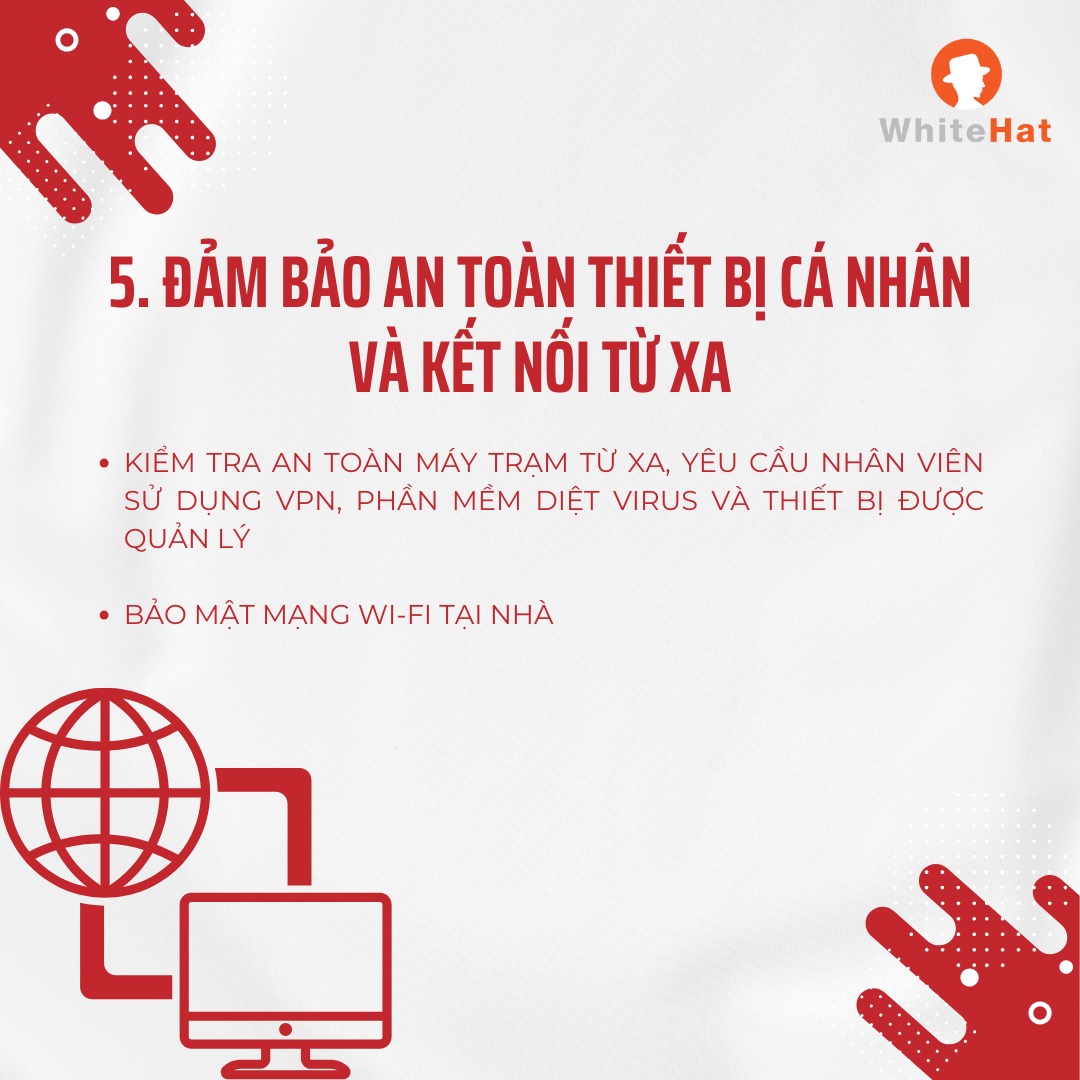 WhiteHat
5. ĐẢM BẢO AN TOÀN THIẾT BỊ CÁ NHÂN
VÀ KẾT NỐI TỪ XA
• KIỂM TRA AN TOÀN MÁY TRẠM TỪ XA, YÊU CẦU NHÂN VIÊN
SỬ DỤNG VPN, PHẦN MỀM DIỆT VIRUS VÀ THIẾT BỊ ĐƯỢC
QUẢN LÝ
• BẢO MẬT MẠNG WI-FI TẠI NHÀ